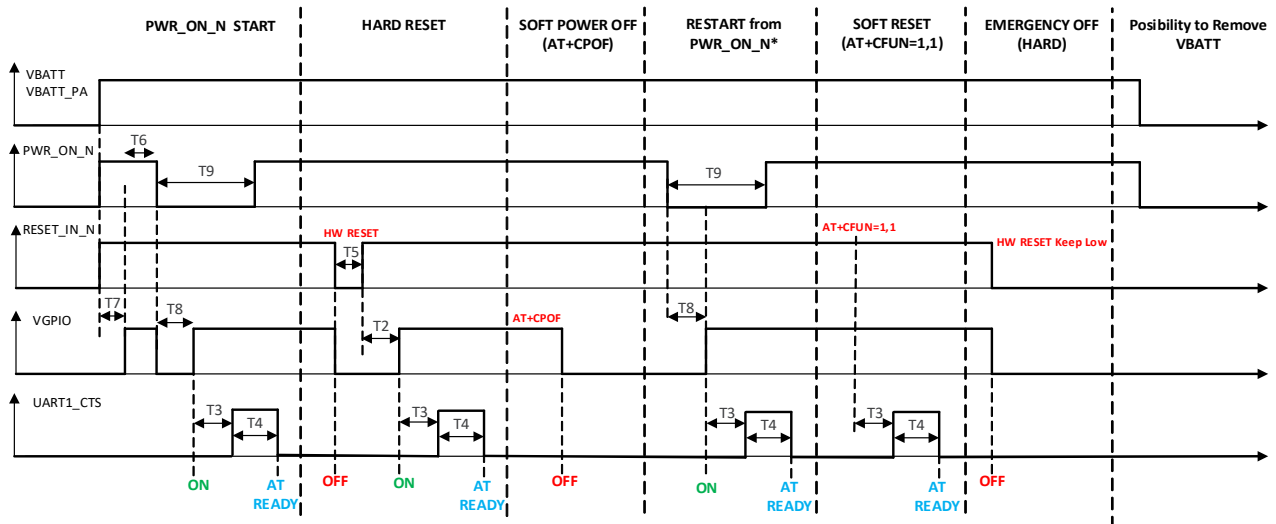 PWR_ON_N START
HARD RESET
SOFT POWER OFF
(AT+CPOF)
RESTART from
PWR_ON_N*
SOFT RESET
(AT+CFUN=1,1)
EMERGENCY OFF
(HARD)
Posibility to Remove
VBATT
VBATT
VBATT_PA
T6
PWR_ON_N
T9
T9
RESET_IN_N
HW RESET
T5
AT+CFUN=1,1
HW RESET Keep Low
T7
T8
VGPIO
T2
AT+CPOF
T8
UART1_CTS
T3
T4
T3
T4
T3
T4
T3
T4
ON
AT
READY
OFF
ON
AT
READY
OFF
ON
AT
READY
AT
READY
OFF